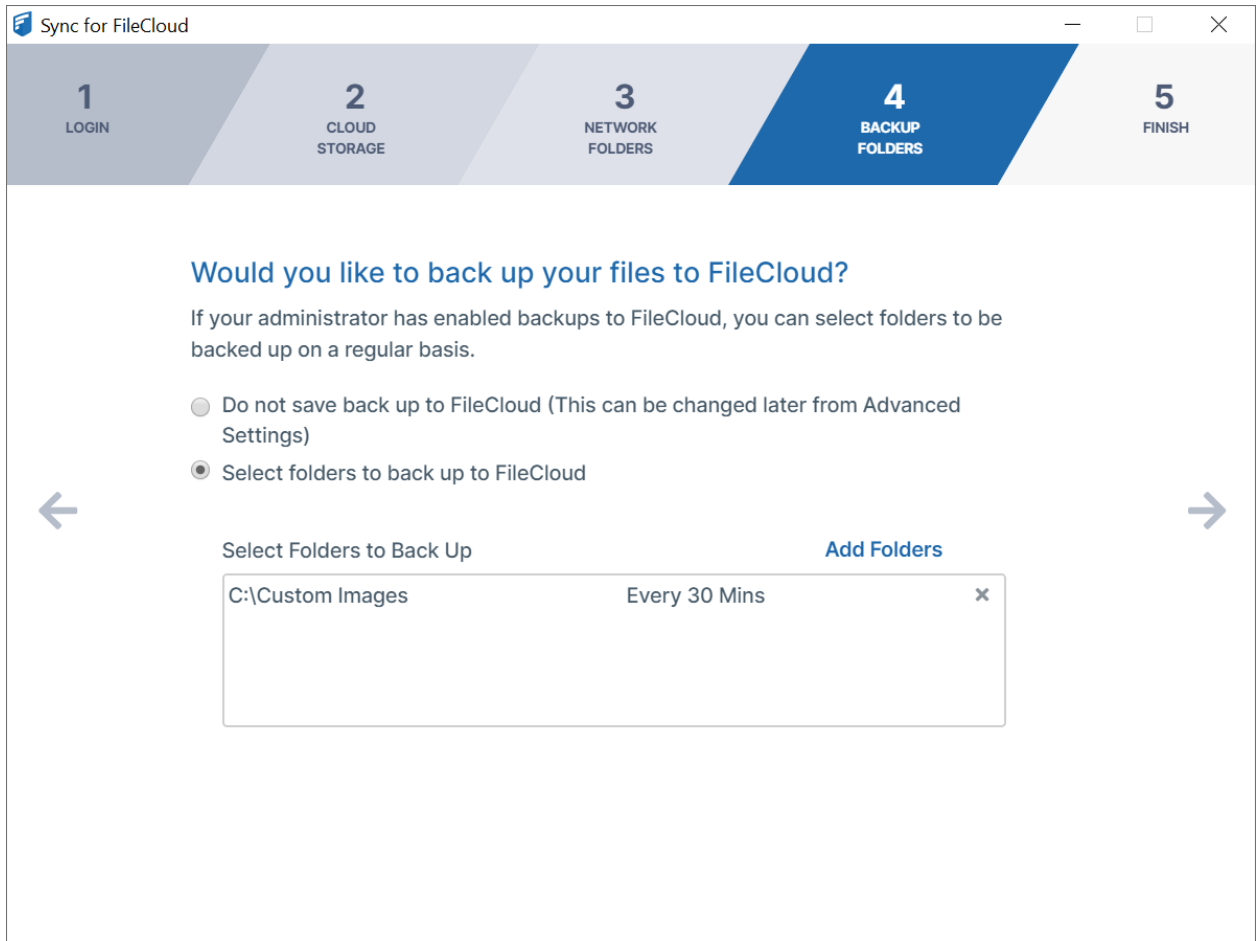 Sync for FileCloud
1
LOGIN
2
CLOUD
STORAGE
3
NETWORK
FOLDERS
4
BACKUP
FOLDERS
5
FINISH
Would you like to back up your files to FileCloud?
If your administrator has enabled backups to FileCloud, you can select folders to be
backed up on a regular basis.
Do not save back up to FileCloud (This can be changed later from Advanced
Settings)
Select folders to back up to FileCloud
Select Folders to Back Up Add Folders
C:\Custom Images Every 30 Mins